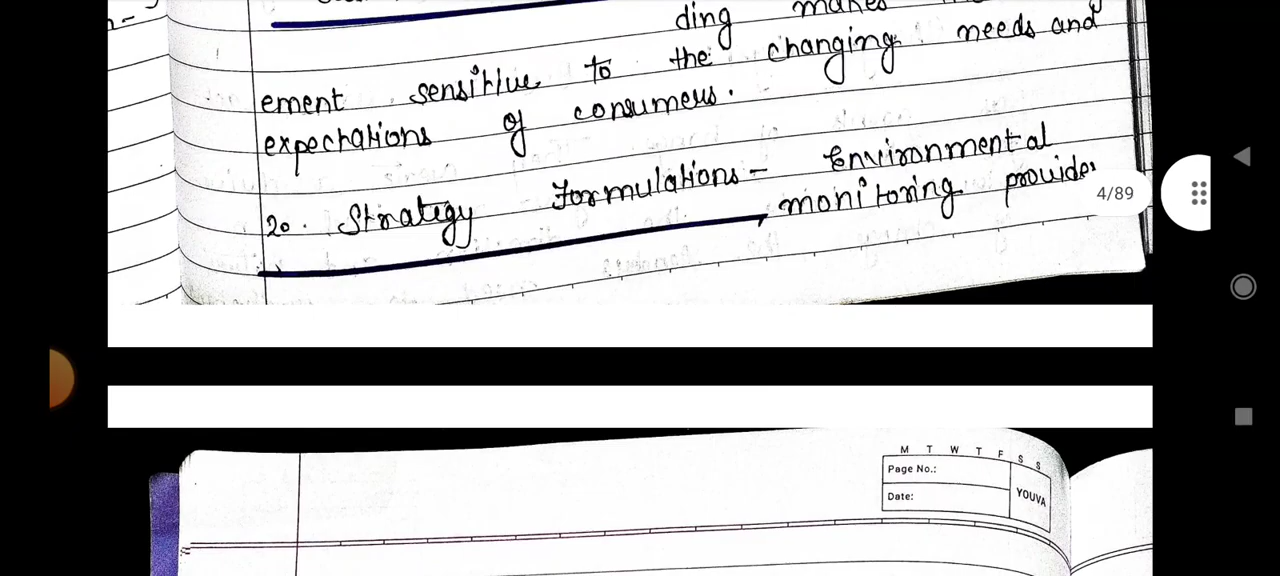 ding makes
ement sensitive to the changing needs and
expectations of consumers.
20. Strategy Formulations - Environmental
monitoring provides
4/89
M T W T F S S
Page No.:
Date:
YOUVA